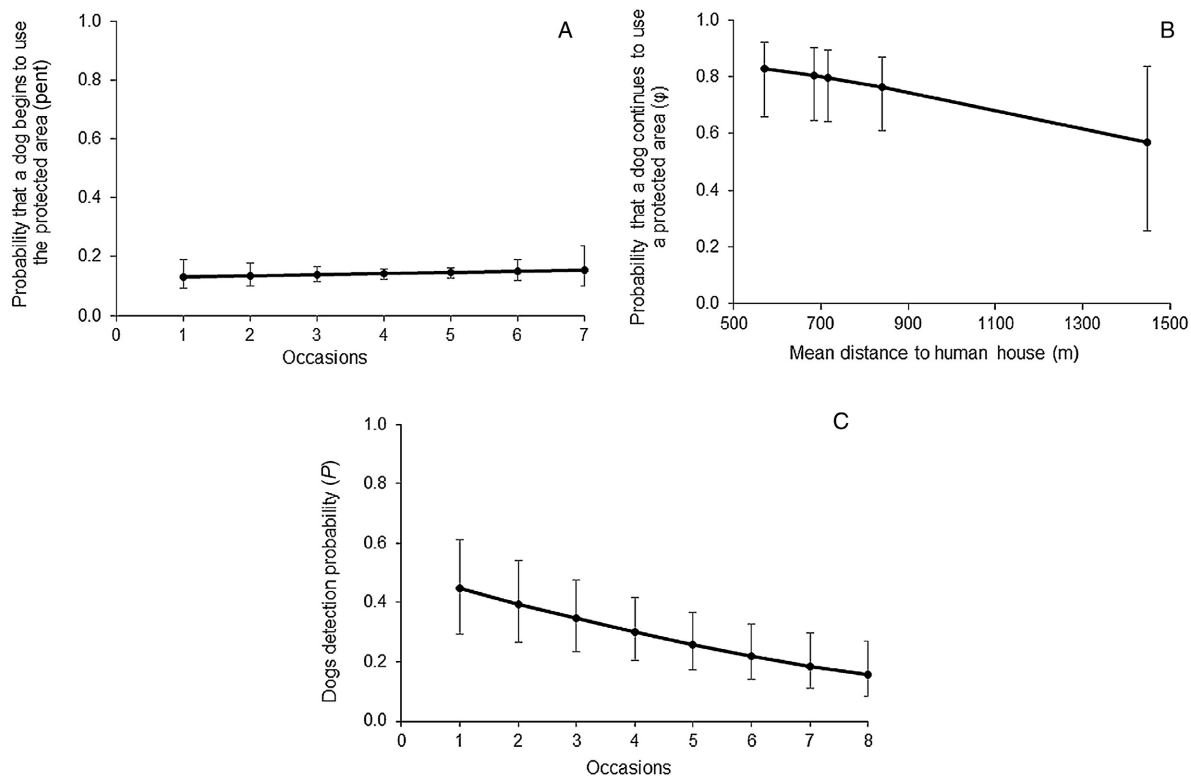 A
Probability that a dog begins to use
the protected area (pent)
1.0
0.8
0.6
0.4
0.2
0.0
0 1 2 3 4 5 6 7
Occasions
B
Probability that a dog continues to use
a protected area (φ)
1.0
0.8
0.6
0.4
0.2
0.0
500 700 900 1100 1300 1500
Mean distance to human house (m)
C
Dogs detection probability (P)
1.0
0.8
0.6
0.4
0.2
0.0
0 1 2 3 4 5 6 7 8
Occasions